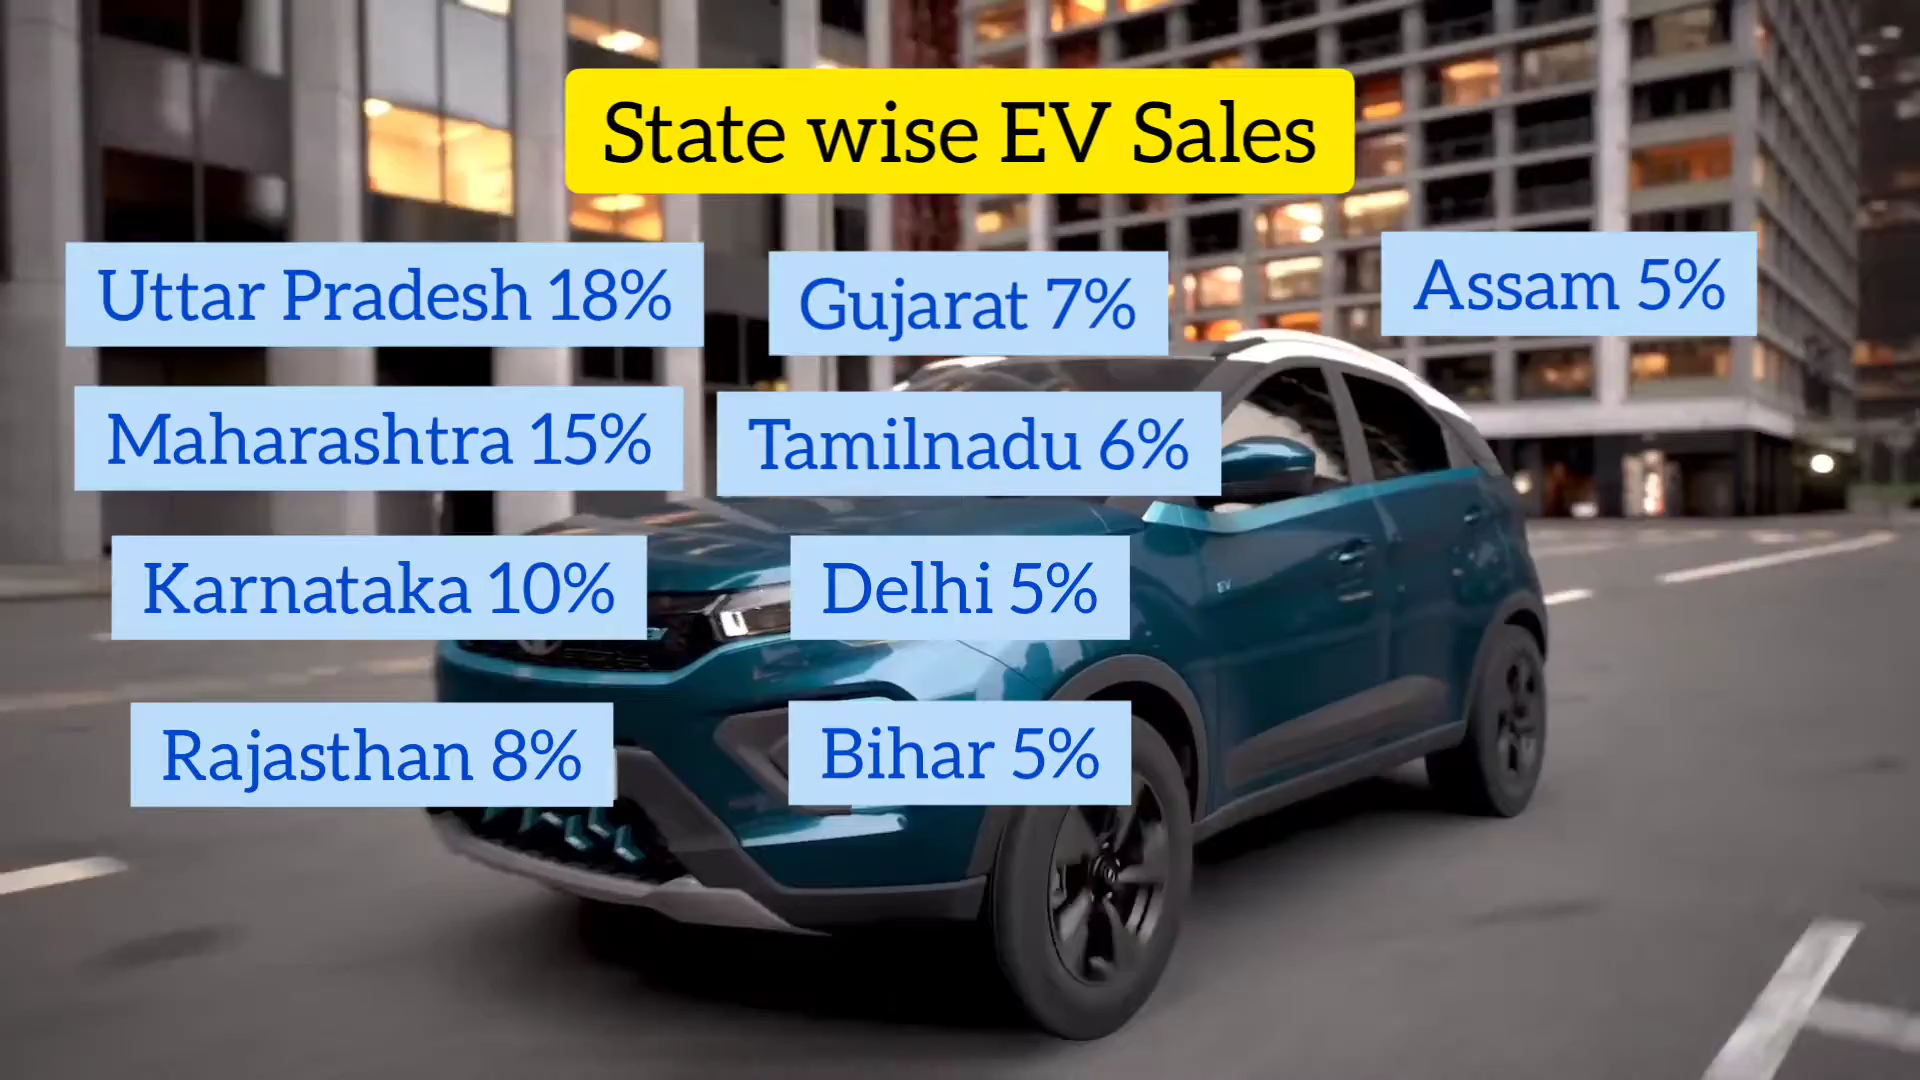 State wise EV Sales
Uttar Pradesh 18%
Maharashtra 15%
Karnataka 10%
Rajasthan 8%
Gujarat 7%
Tamilnadu 6%
Delhi 5%
Bihar 5%
Assam 5%
EV